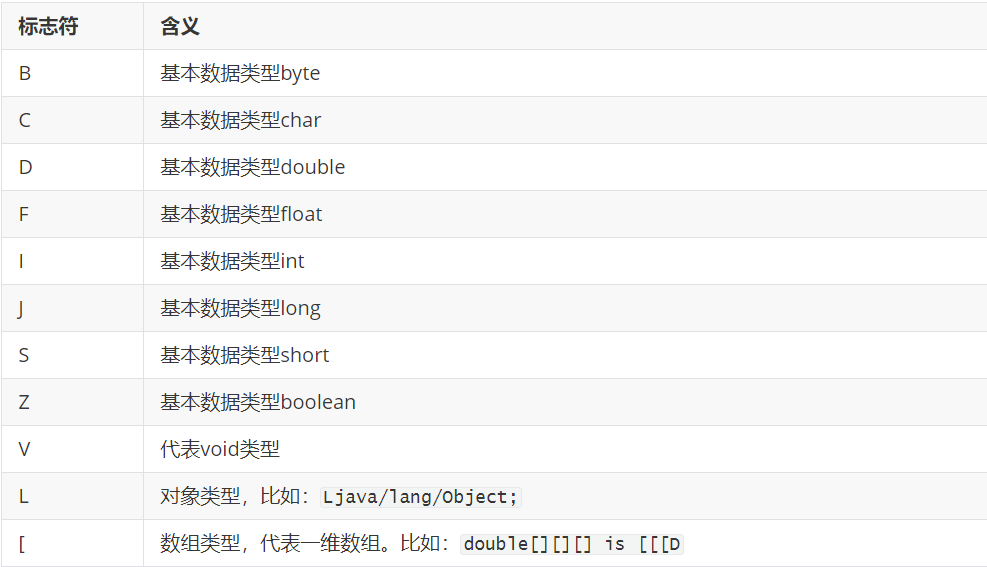 标志符 含义
B 基本数据类型byte
C 基本数据类型char
D 基本数据类型double
F 基本数据类型float
I 基本数据类型int
J 基本数据类型long
S 基本数据类型short
Z 基本数据类型boolean
V 代表void类型
L 对象类型，比如：Ljava/lang/Object;
[ 数组类型，代表一维数组。比如：double[][][] is [[[D